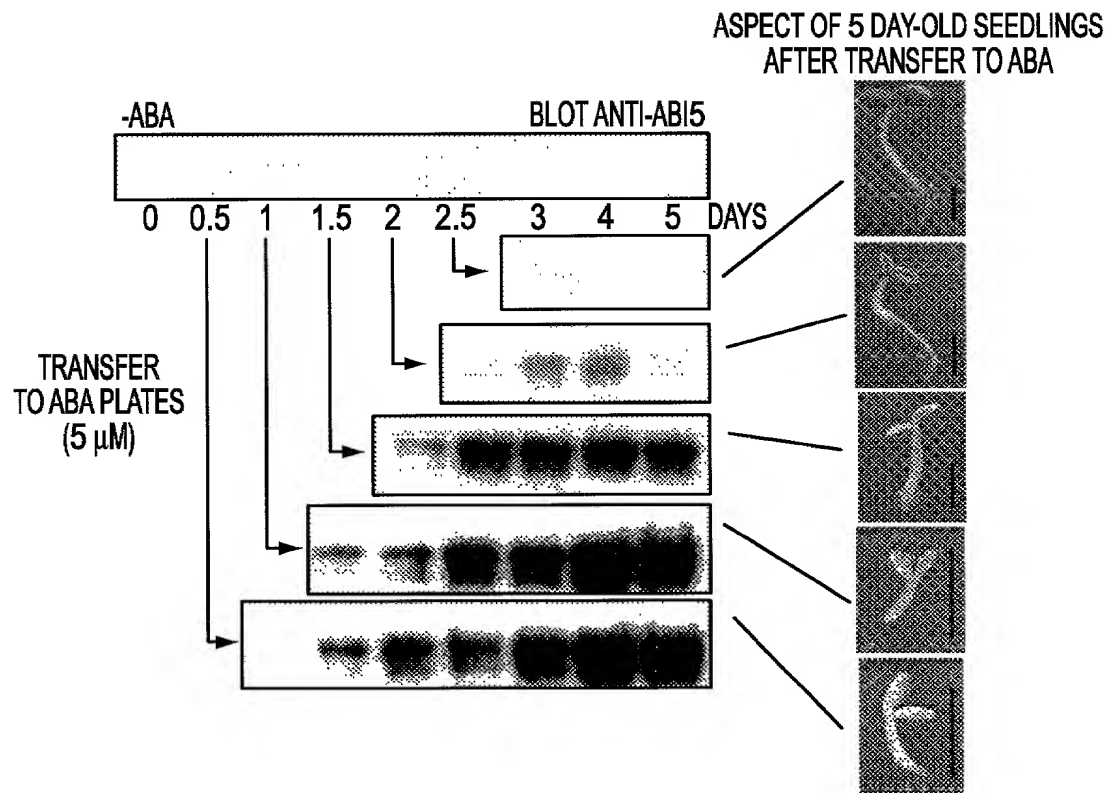 ASPECT OF 5 DAY-OLD SEEDLINGS
AFTER TRANSFER TO ABA
-ABA
BLOT ANTI-ABI5
0 0.5 1 1.5 2 2.5 3 4 5 DAYS
TRANSFER
TO ABA PLATES
(5 μM)